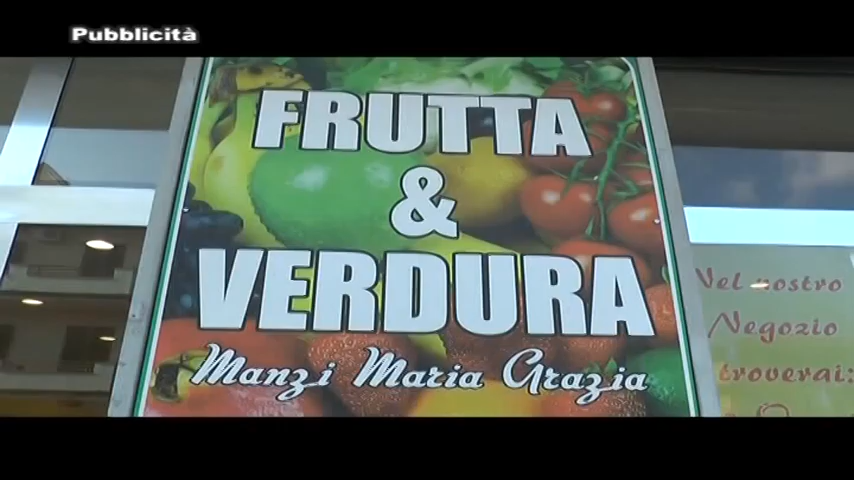 Pubblicità
FRUTTA
&
VERDURA
Manzi Maria Grazia
Nel nostro
Negozio
troverai: